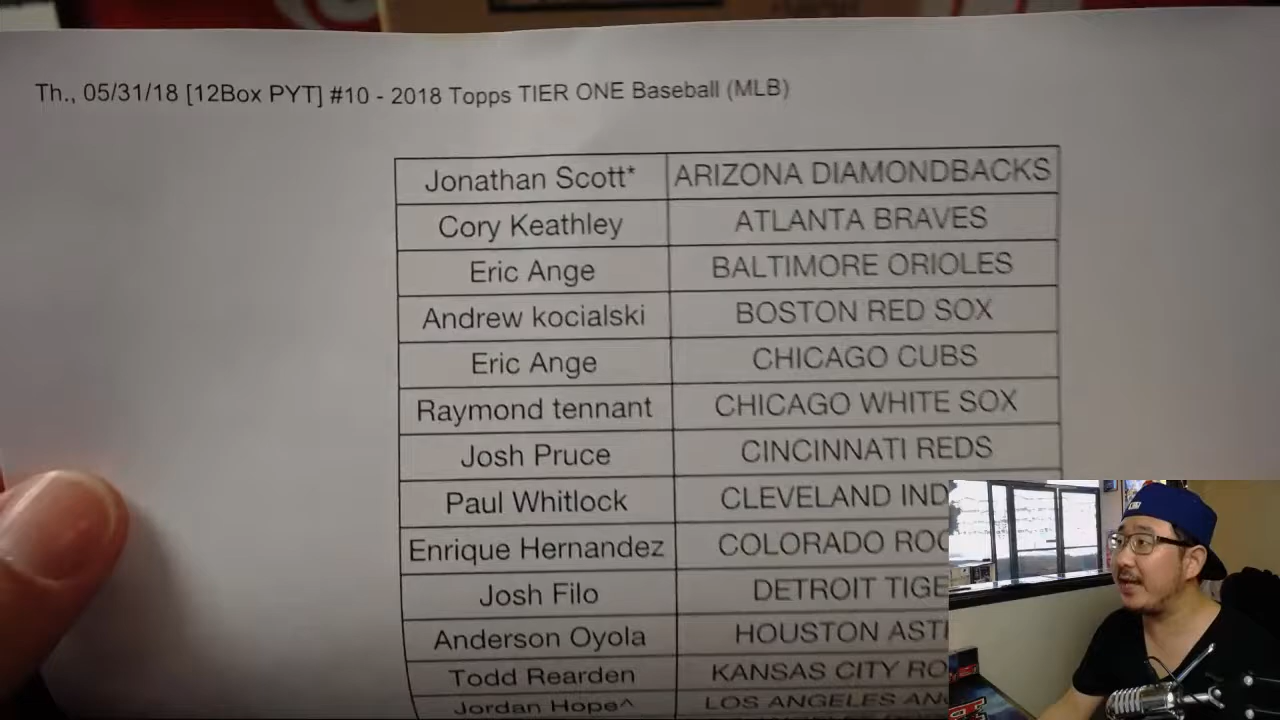 Th., 05/31/18 [12Box PYT] #10 - 2018 Topps TIER ONE Baseball (MLB)
Jonathan Scott* ARIZONA DIAMONDBACKS
Cory Keathley ATLANTA BRAVES
Eric Ange BALTIMORE ORIOLES
Andrew kocialski BOSTON RED SOX
Eric Ange CHICAGO CUBS
Raymond tennant CHICAGO WHITE SOX
Josh Pruce CINCINNATI REDS
Paul Whitlock CLEVELAND IND
Enrique Hernandez COLORADO ROC
Josh Filo DETROIT TIGE
Anderson Oyola HOUSTON AST
Todd Rearden KANSAS CITY RO
Jordan Hope^ LOS ANGELES AN